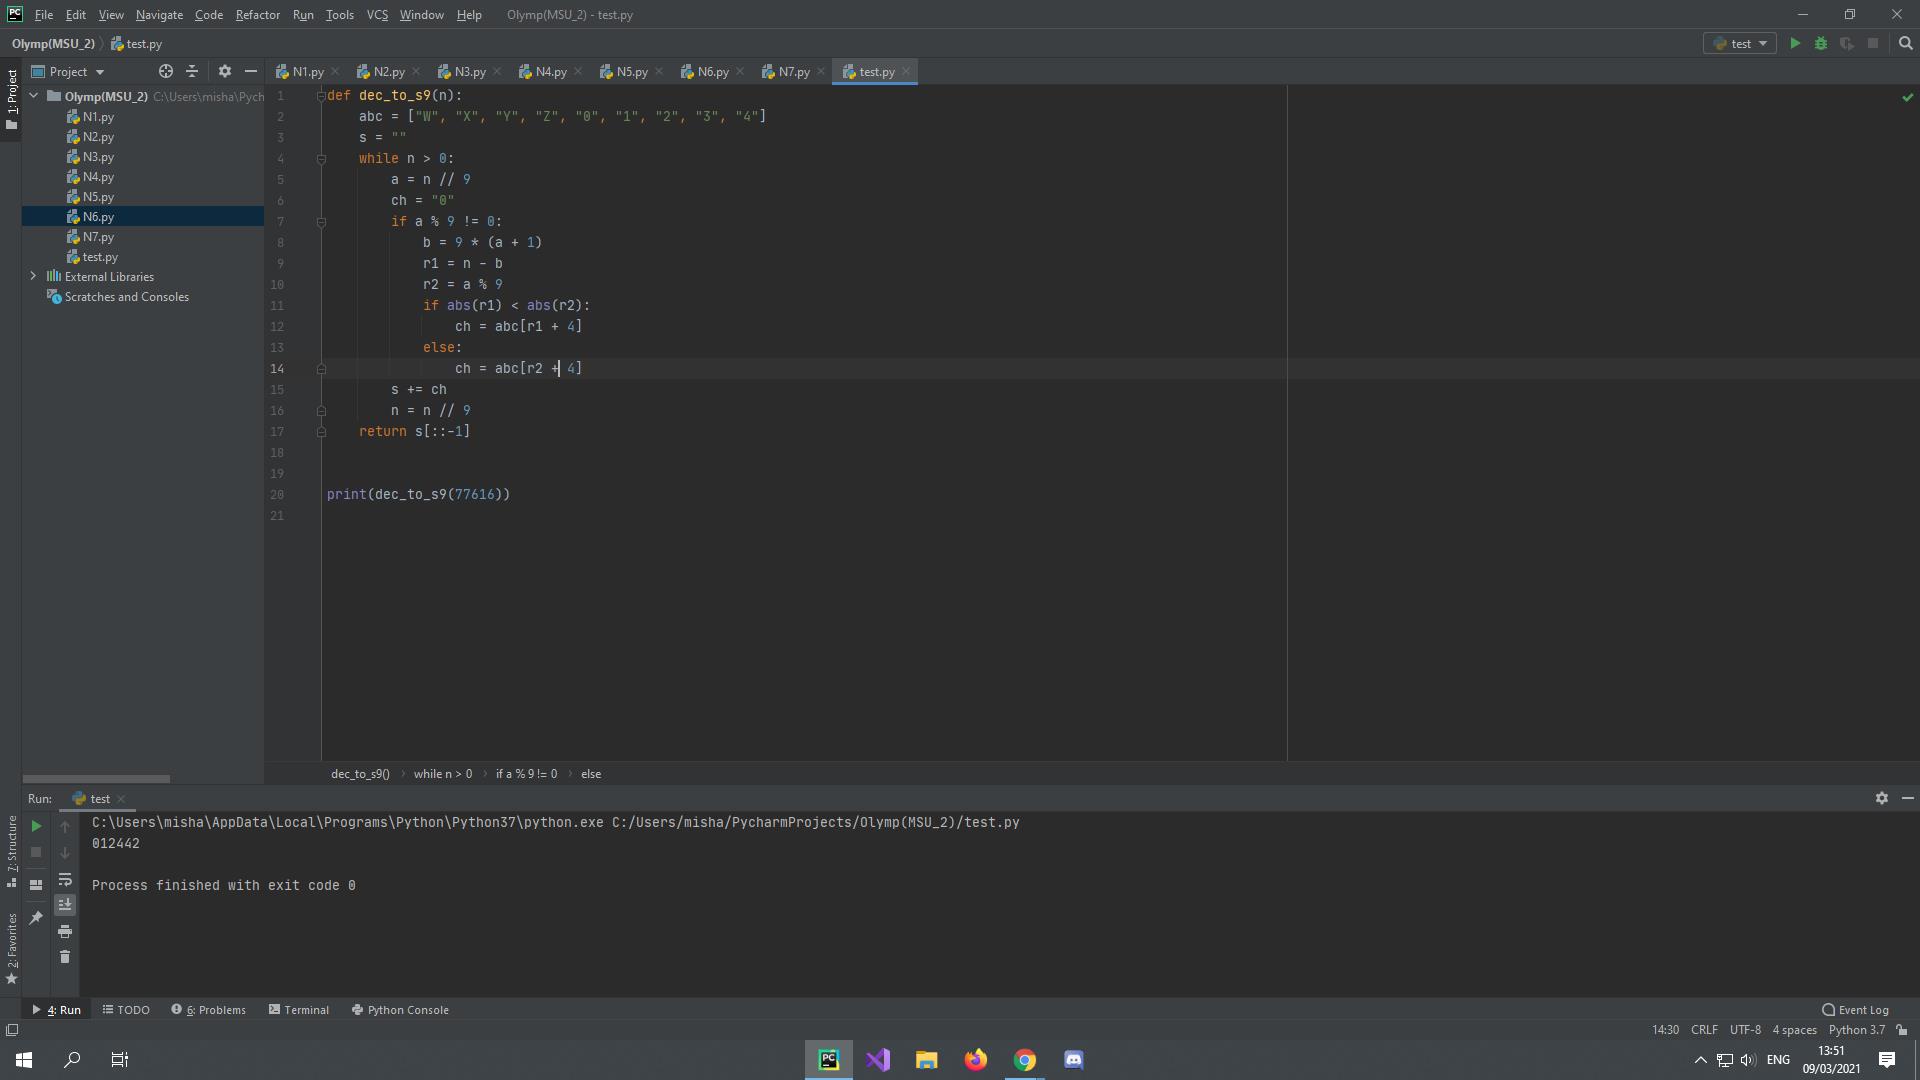 PC File Edit View Navigate Code Refactor Run Tools VCS Window Help Olymp(MSU_2) - test.py
Olymp(MSU_2) test.py test
1: Project
Project
N1.py N2.py N3.py N4.py N5.py N6.py N7.py test.py
Olymp(MSU_2) C:\Users\misha\Pych
N1.py
N2.py
N3.py
N4.py
N5.py
N6.py
N7.py
test.py
External Libraries
Scratches and Consoles
1 def dec_to_s9(n):
2 abc = ["W", "X", "Y", "Z", "0", "1", "2", "3", "4"]
3 s = ""
4 while n > 0:
5 a = n // 9
6 ch = "0"
7 if a % 9 != 0:
8 b = 9 * (a + 1)
9 r1 = n - b
10 r2 = a % 9
11 if abs(r1) < abs(r2):
12 ch = abc[r1 + 4]
13 else:
14 ch = abc[r2 + 4]
15 s += ch
16 n = n // 9
17 return s[::-1]
18
19
20 print(dec_to_s9(77616))
21
dec_to_s9() while n > 0 if a % 9 != 0 else
Run: test
7: Structure
2: Favorites
C:\Users\misha\AppData\Local\Programs\Python\Python37\python.exe C:/Users/misha/PycharmProjects/Olymp(MSU_2)/test.py
012442
Process finished with exit code 0
4: Run TODO 6: Problems Terminal Python Console Event Log
14:30 CRLF UTF-8 4 spaces Python 3.7
PC ENG 13:51
09/03/2021